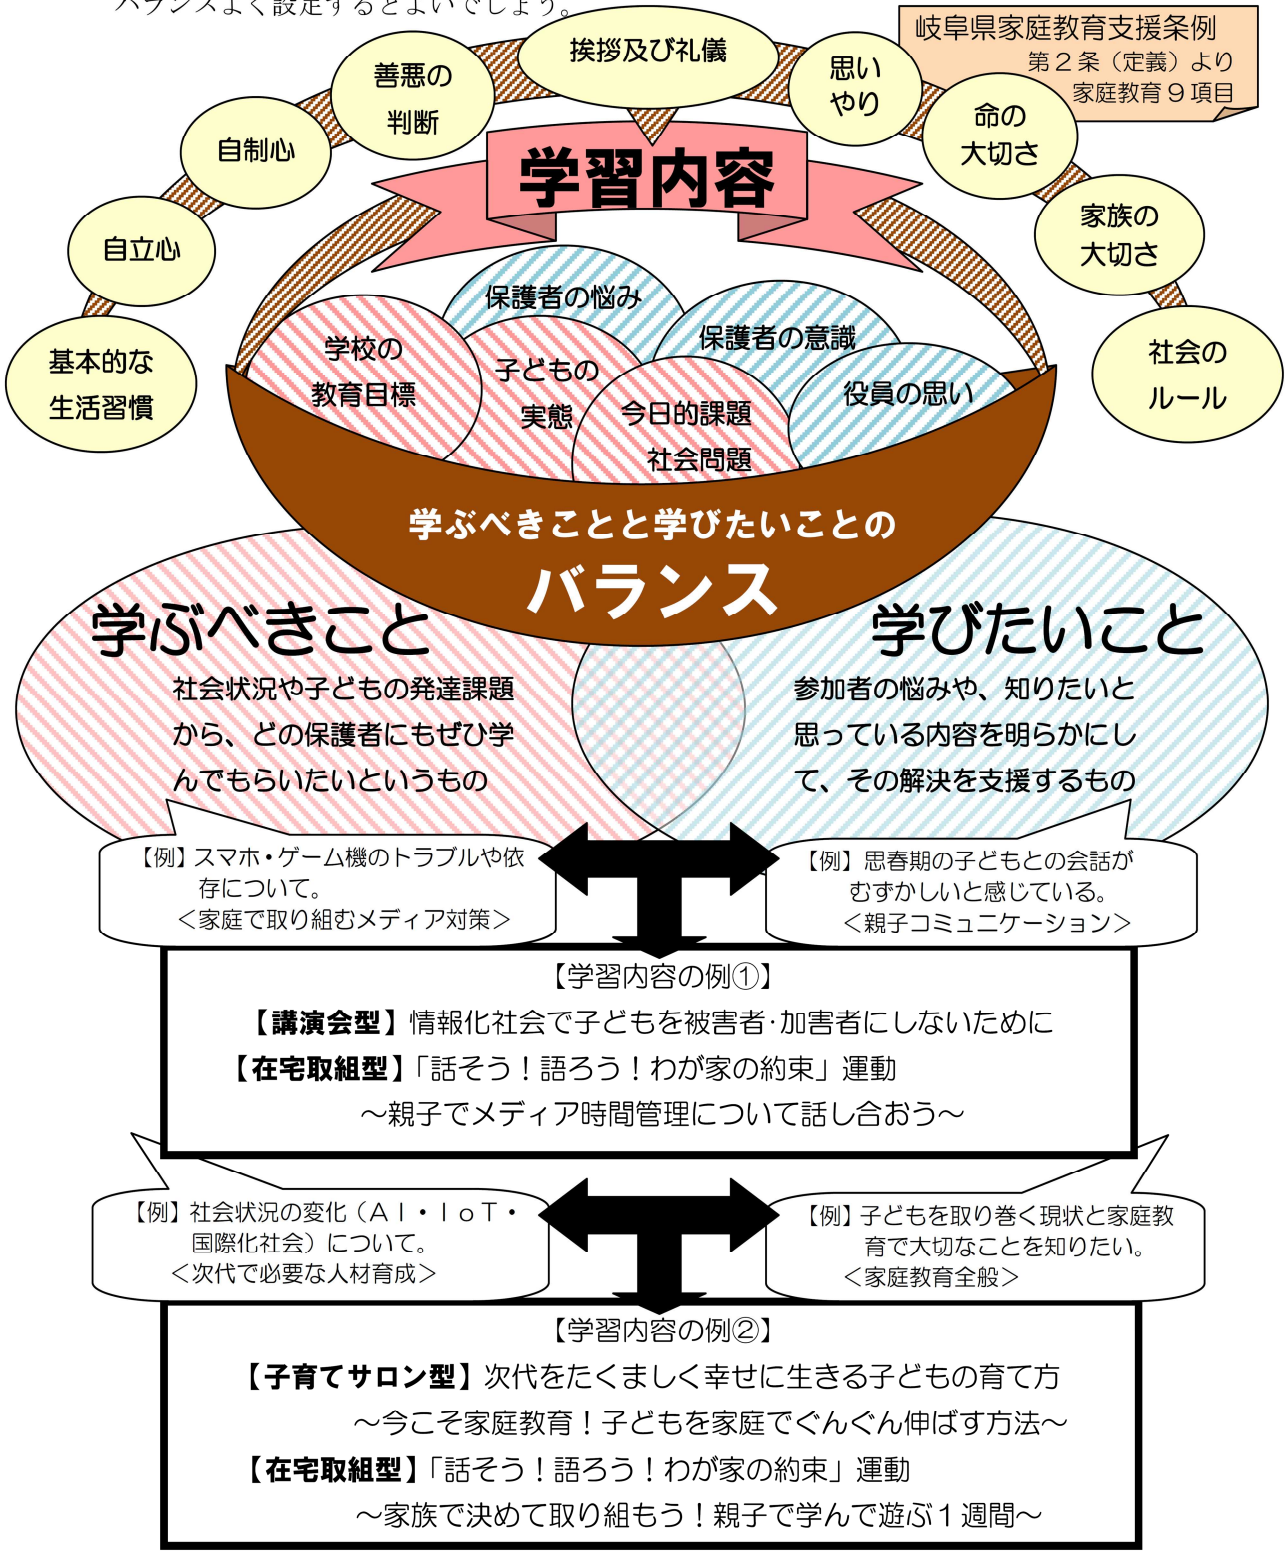 バランスよく設定するとよいでしょう。
岐阜県家庭教育支援条例
第２条（定義）より
家庭教育９項目
基本的な
生活習慣
自立心
自制心
善悪の
判断
挨拶及び礼儀
思い
やり
命の
大切さ
家族の
大切さ
社会の
ルール
学習内容
学校の
教育目標
保護者の悩み
子どもの
実態
今日的課題
社会問題
保護者の意識
役員の思い
学ぶべきことと学びたいことの
バランス
学ぶべきこと
社会状況や子どもの発達課題
から、どの保護者にもぜひ学
んでもらいたいというもの
学びたいこと
参加者の悩みや、知りたいと
思っている内容を明らかにし
て、その解決を支援するもの
【例】スマホ・ゲーム機のトラブルや依
存について。
＜家庭で取り組むメディア対策＞
【例】思春期の子どもとの会話が
むずかしいと感じている。
＜親子コミュニケーション＞
【学習内容の例①】
【講演会型】情報化社会で子どもを被害者・加害者にしないために
【在宅取組型】「話そう！語ろう！わが家の約束」運動
～親子でメディア時間管理について話し合おう～
【例】社会状況の変化（ＡＩ・ＩｏＴ・
国際化社会）について。
＜次代で必要な人材育成＞
【例】子どもを取り巻く現状と家庭教
育で大切なことを知りたい。
＜家庭教育全般＞
【学習内容の例②】
【子育てサロン型】次代をたくましく幸せに生きる子どもの育て方
～今こそ家庭教育！子どもを家庭でぐんぐん伸ばす方法～
【在宅取組型】「話そう！語ろう！わが家の約束」運動
～家族で決めて取り組もう！親子で学んで遊ぶ１週間～